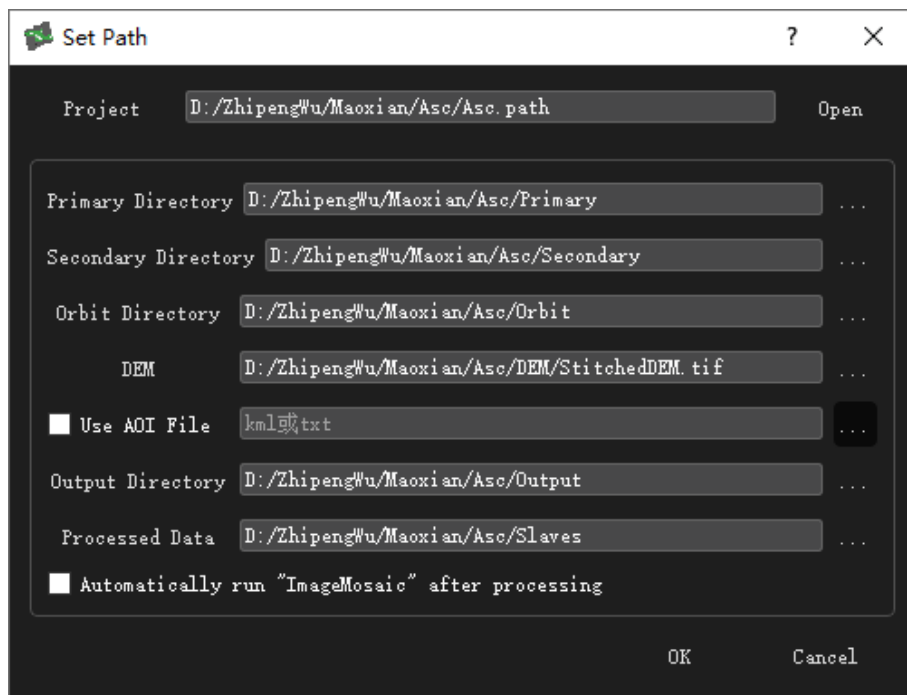 Set Path
Project D:/ZhipengWu/Maoxian/Asc/Asc.path Open
Primary Directory D:/ZhipengWu/Maoxian/Asc/Primary ...
Secondary Directory D:/ZhipengWu/Maoxian/Asc/Secondary ...
Orbit Directory D:/ZhipengWu/Maoxian/Asc/Orbit ...
DEM D:/ZhipengWu/Maoxian/Asc/DEM/StitchedDEM.tif ...
Use AOI File kml或txt ...
Output Directory D:/ZhipengWu/Maoxian/Asc/Output ...
Processed Data D:/ZhipengWu/Maoxian/Asc/Slaves ...
Automatically run "ImageMosaic" after processing
OK Cancel